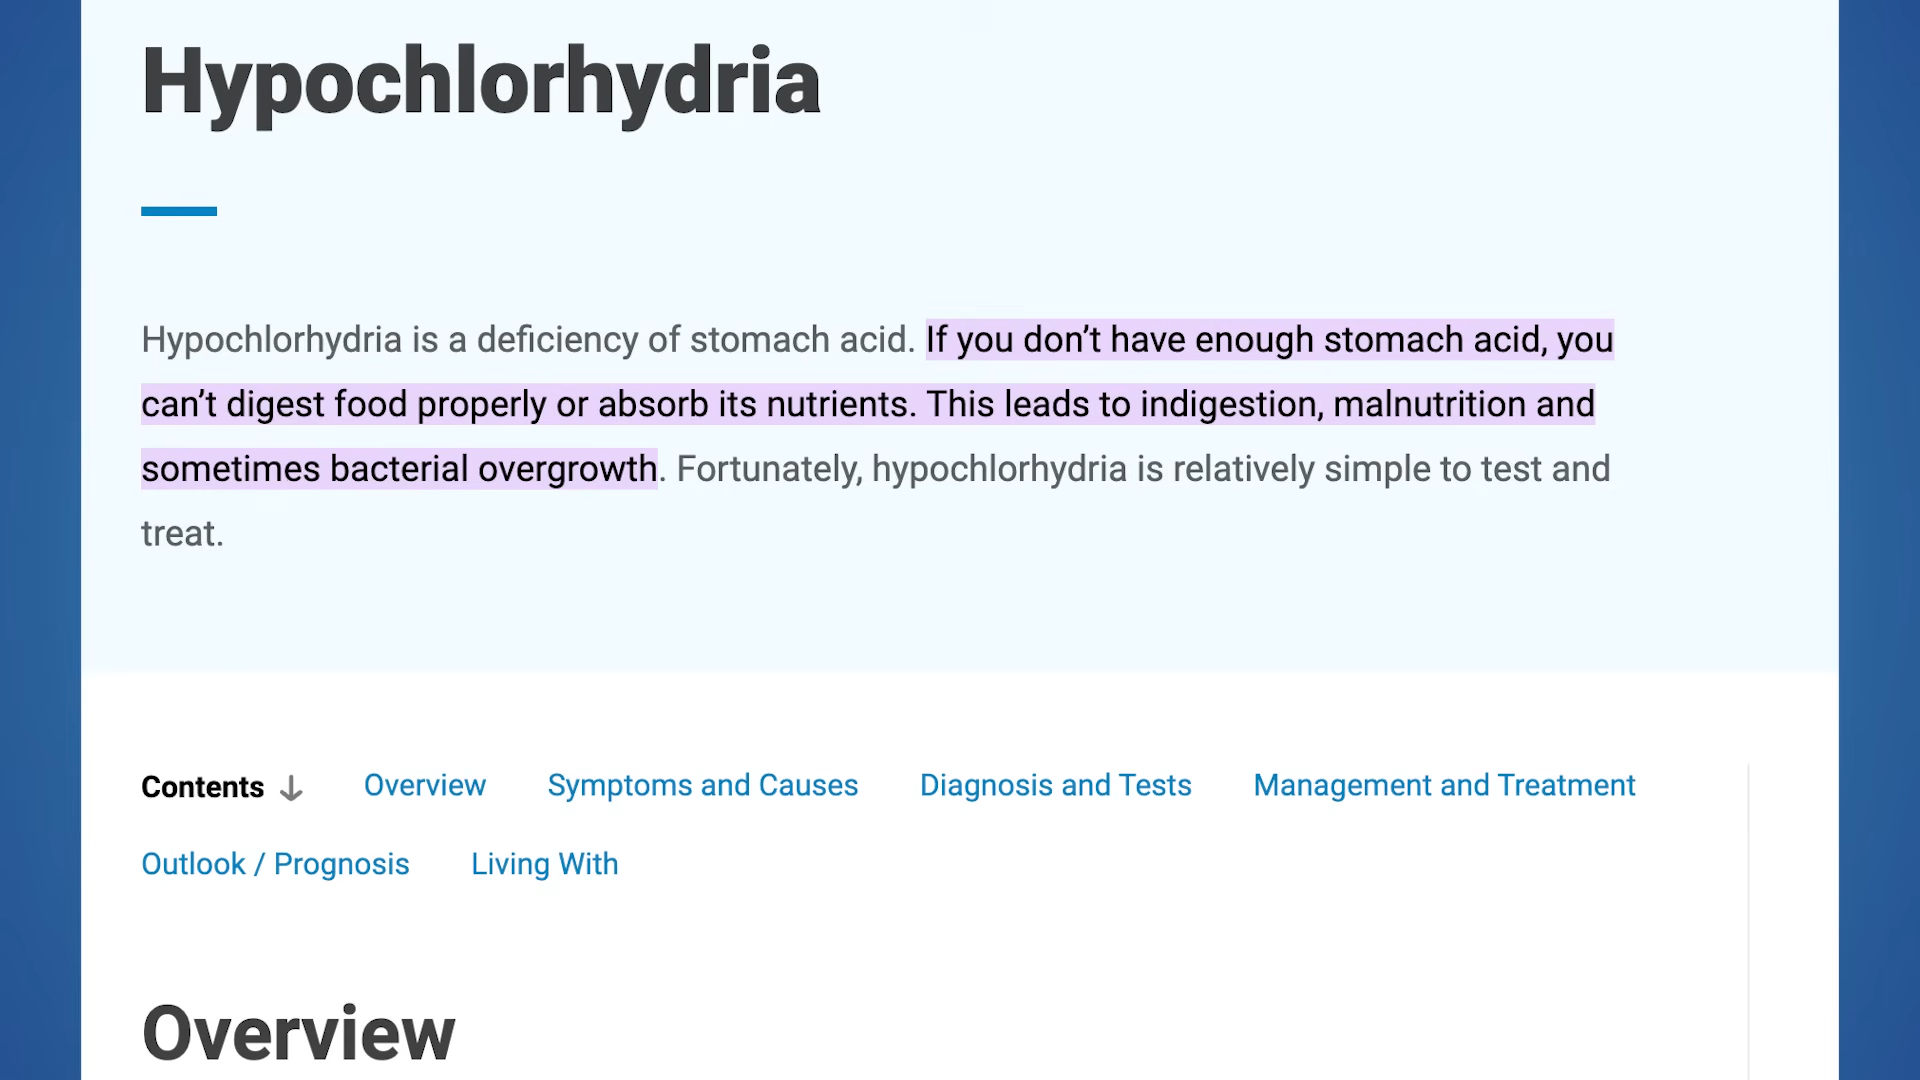 Hypochlorhydria
Hypochlorhydria is a deficiency of stomach acid. If you don’t have enough stomach acid, you
can’t digest food properly or absorb its nutrients. This leads to indigestion, malnutrition and
sometimes bacterial overgrowth. Fortunately, hypochlorhydria is relatively simple to test and
treat.
Contents ↓ Overview Symptoms and Causes Diagnosis and Tests Management and Treatment
Outlook / Prognosis Living With
Overview